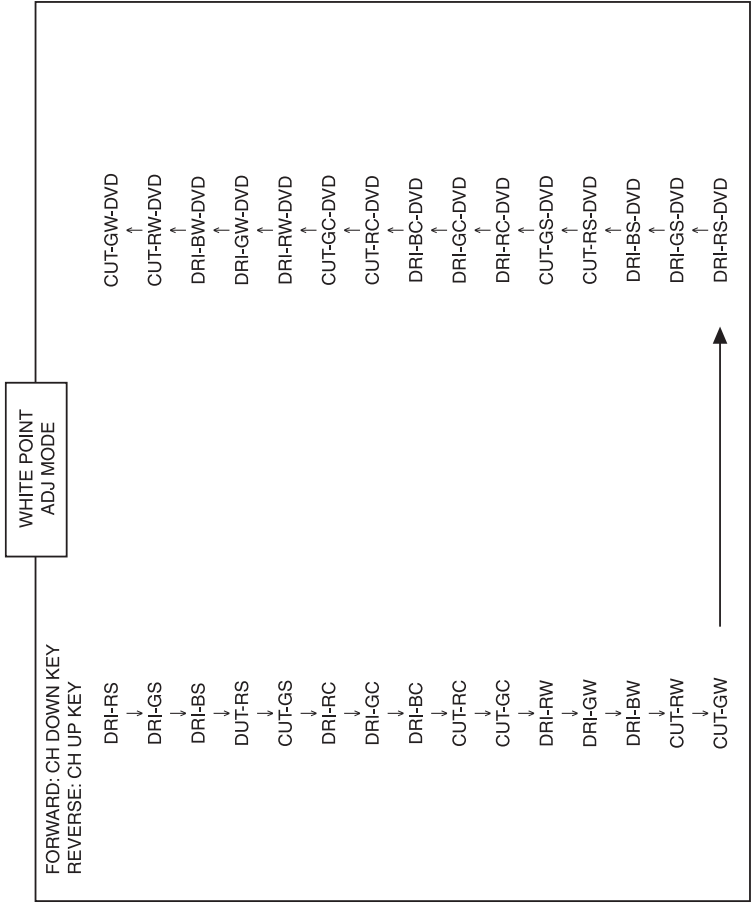 WHITE POINT
ADJ MODE
FORWARD: CH DOWN KEY
REVERSE: CH UP KEY
DRI-RS
DRI-GS
DRI-BS
DUT-RS
CUT-GS
DRI-RC
DRI-GC
DRI-BC
CUT-RC
CUT-GC
DRI-RW
DRI-GW
DRI-BW
CUT-RW
CUT-GW
CUT-GW-DVD
CUT-RW-DVD
DRI-BW-DVD
DRI-GW-DVD
DRI-RW-DVD
CUT-GC-DVD
CUT-RC-DVD
DRI-BC-DVD
DRI-GC-DVD
DRI-RC-DVD
CUT-GS-DVD
CUT-RS-DVD
DRI-BS-DVD
DRI-GS-DVD
DRI-RS-DVD